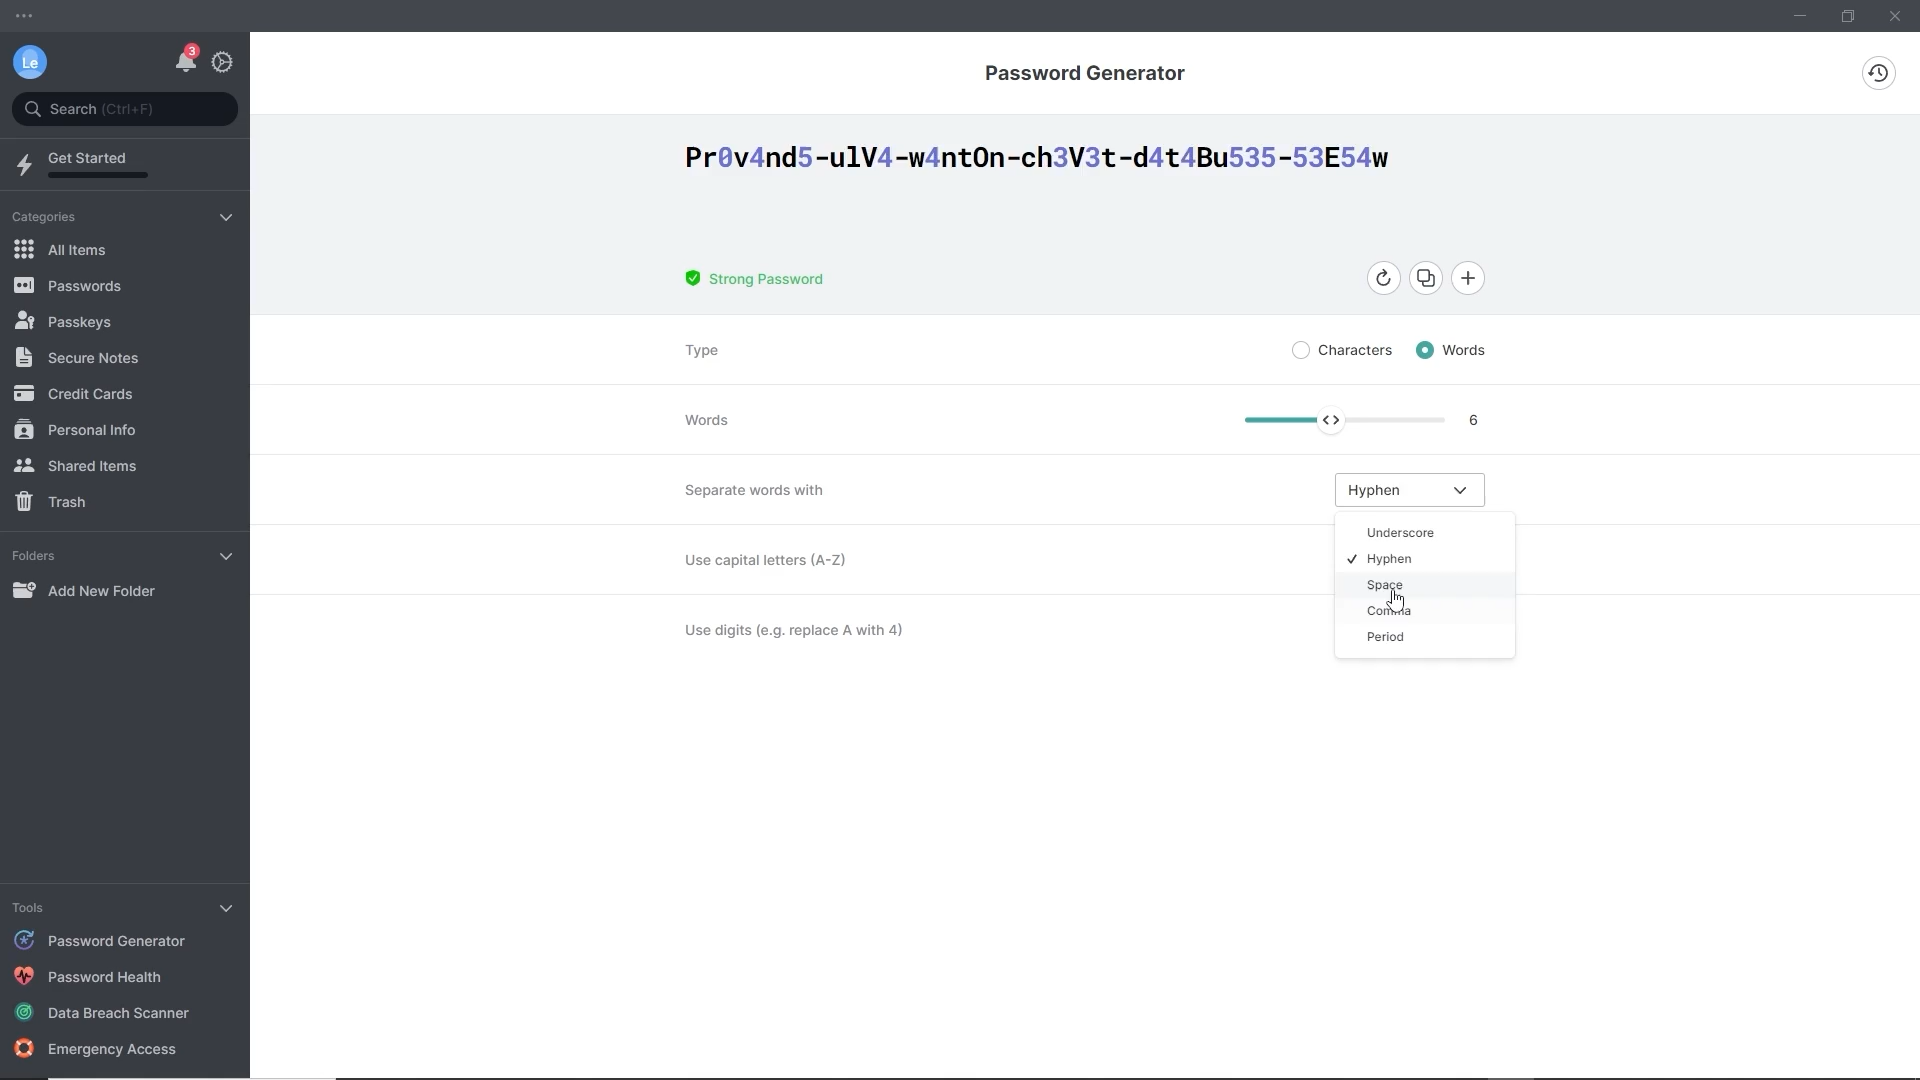 Le
3
Search (Ctrl+F)
Get Started
Categories
All Items
Passwords
Passkeys
Secure Notes
Credit Cards
Personal Info
Shared Items
Trash
Folders
Add New Folder
Tools
Password Generator
Password Health
Data Breach Scanner
Emergency Access
Password Generator
Pr0v4nd5-ulV4-w4ntOn-ch3V3t-d4t4Bu535-53E54w
Strong Password
Type
Characters
Words
Words
6
Separate words with
Hyphen
Underscore
Hyphen
Space
Comma
Period
Use capital letters (A-Z)
Use digits (e.g. replace A with 4)